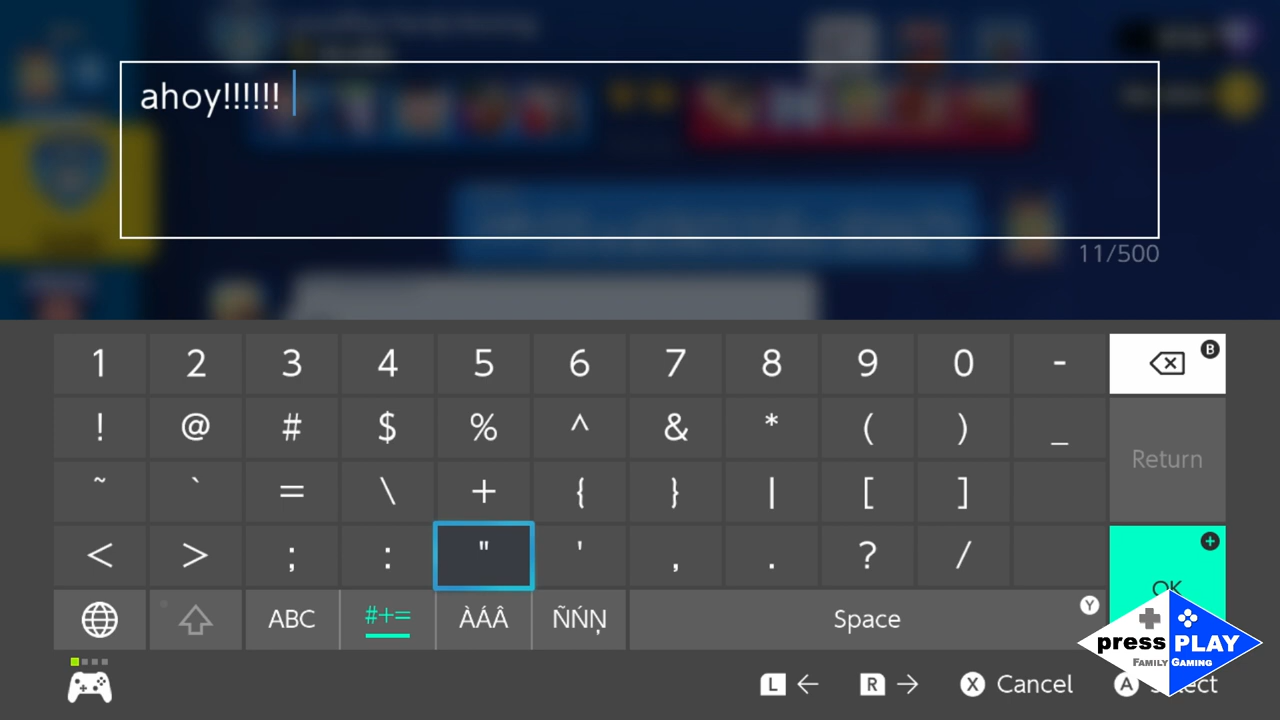 ahoy!!!!!!
11/500
1 2 3 4 5 6 7 8 9 0 - B
! @ # $ % ^ & * ( ) _
~ ` = \ + { } | [ ] Return
< > ; : " ' , . ? / +
OK
ABC #+= ÀÁÂ ÑŃŅ Space Y
press PLAY
FAMILY GAMING
L ← R → X Cancel A Select